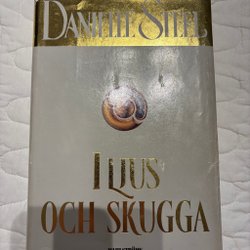 DANIELLE STEEL
I LJUS
OCH SKUGGA